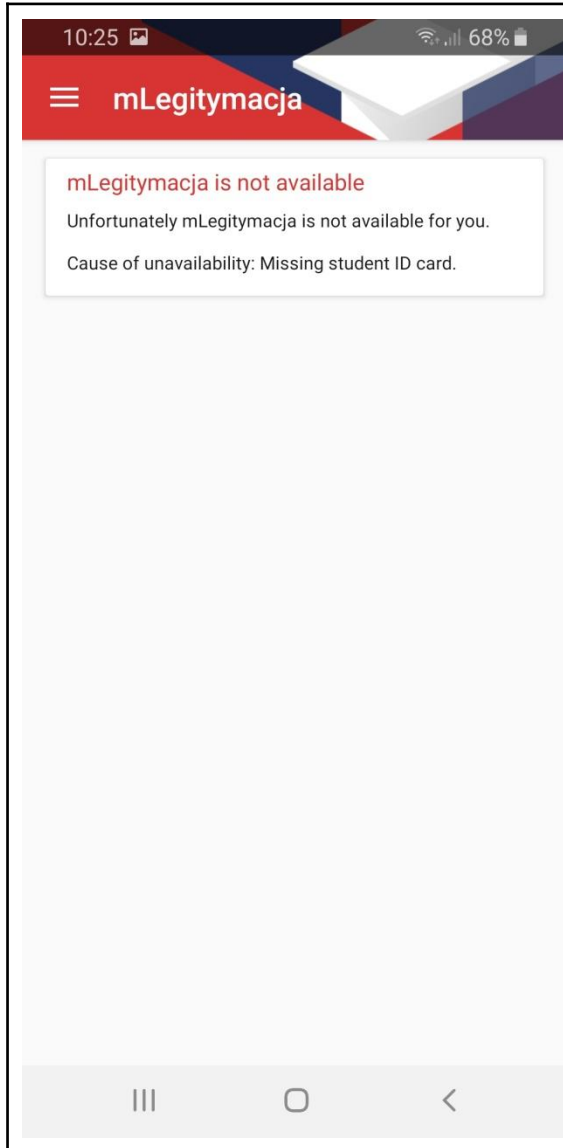 10:25 68%
mLegitymacja
mLegitymacja is not available
Unfortunately mLegitymacja is not available for you.
Cause of unavailability: Missing student ID card.